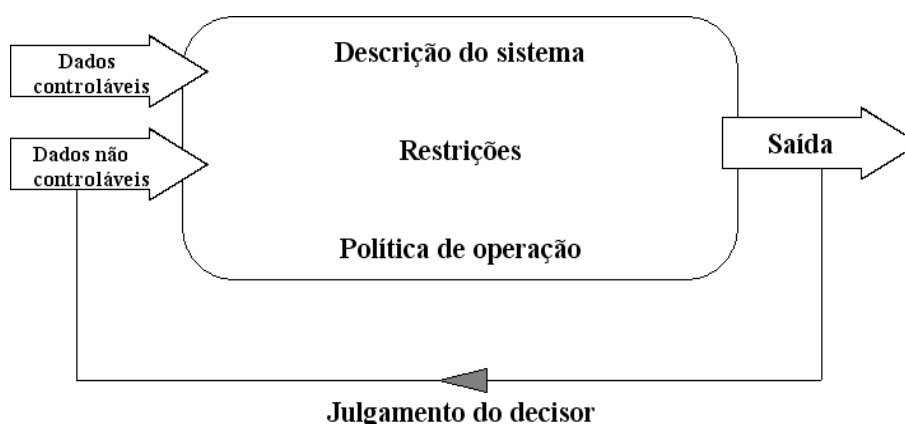 Dados
controláveis
Descrição do sistema
Dados não
controláveis
Restrições
Saída
Política de operação
Julgamento do decisor